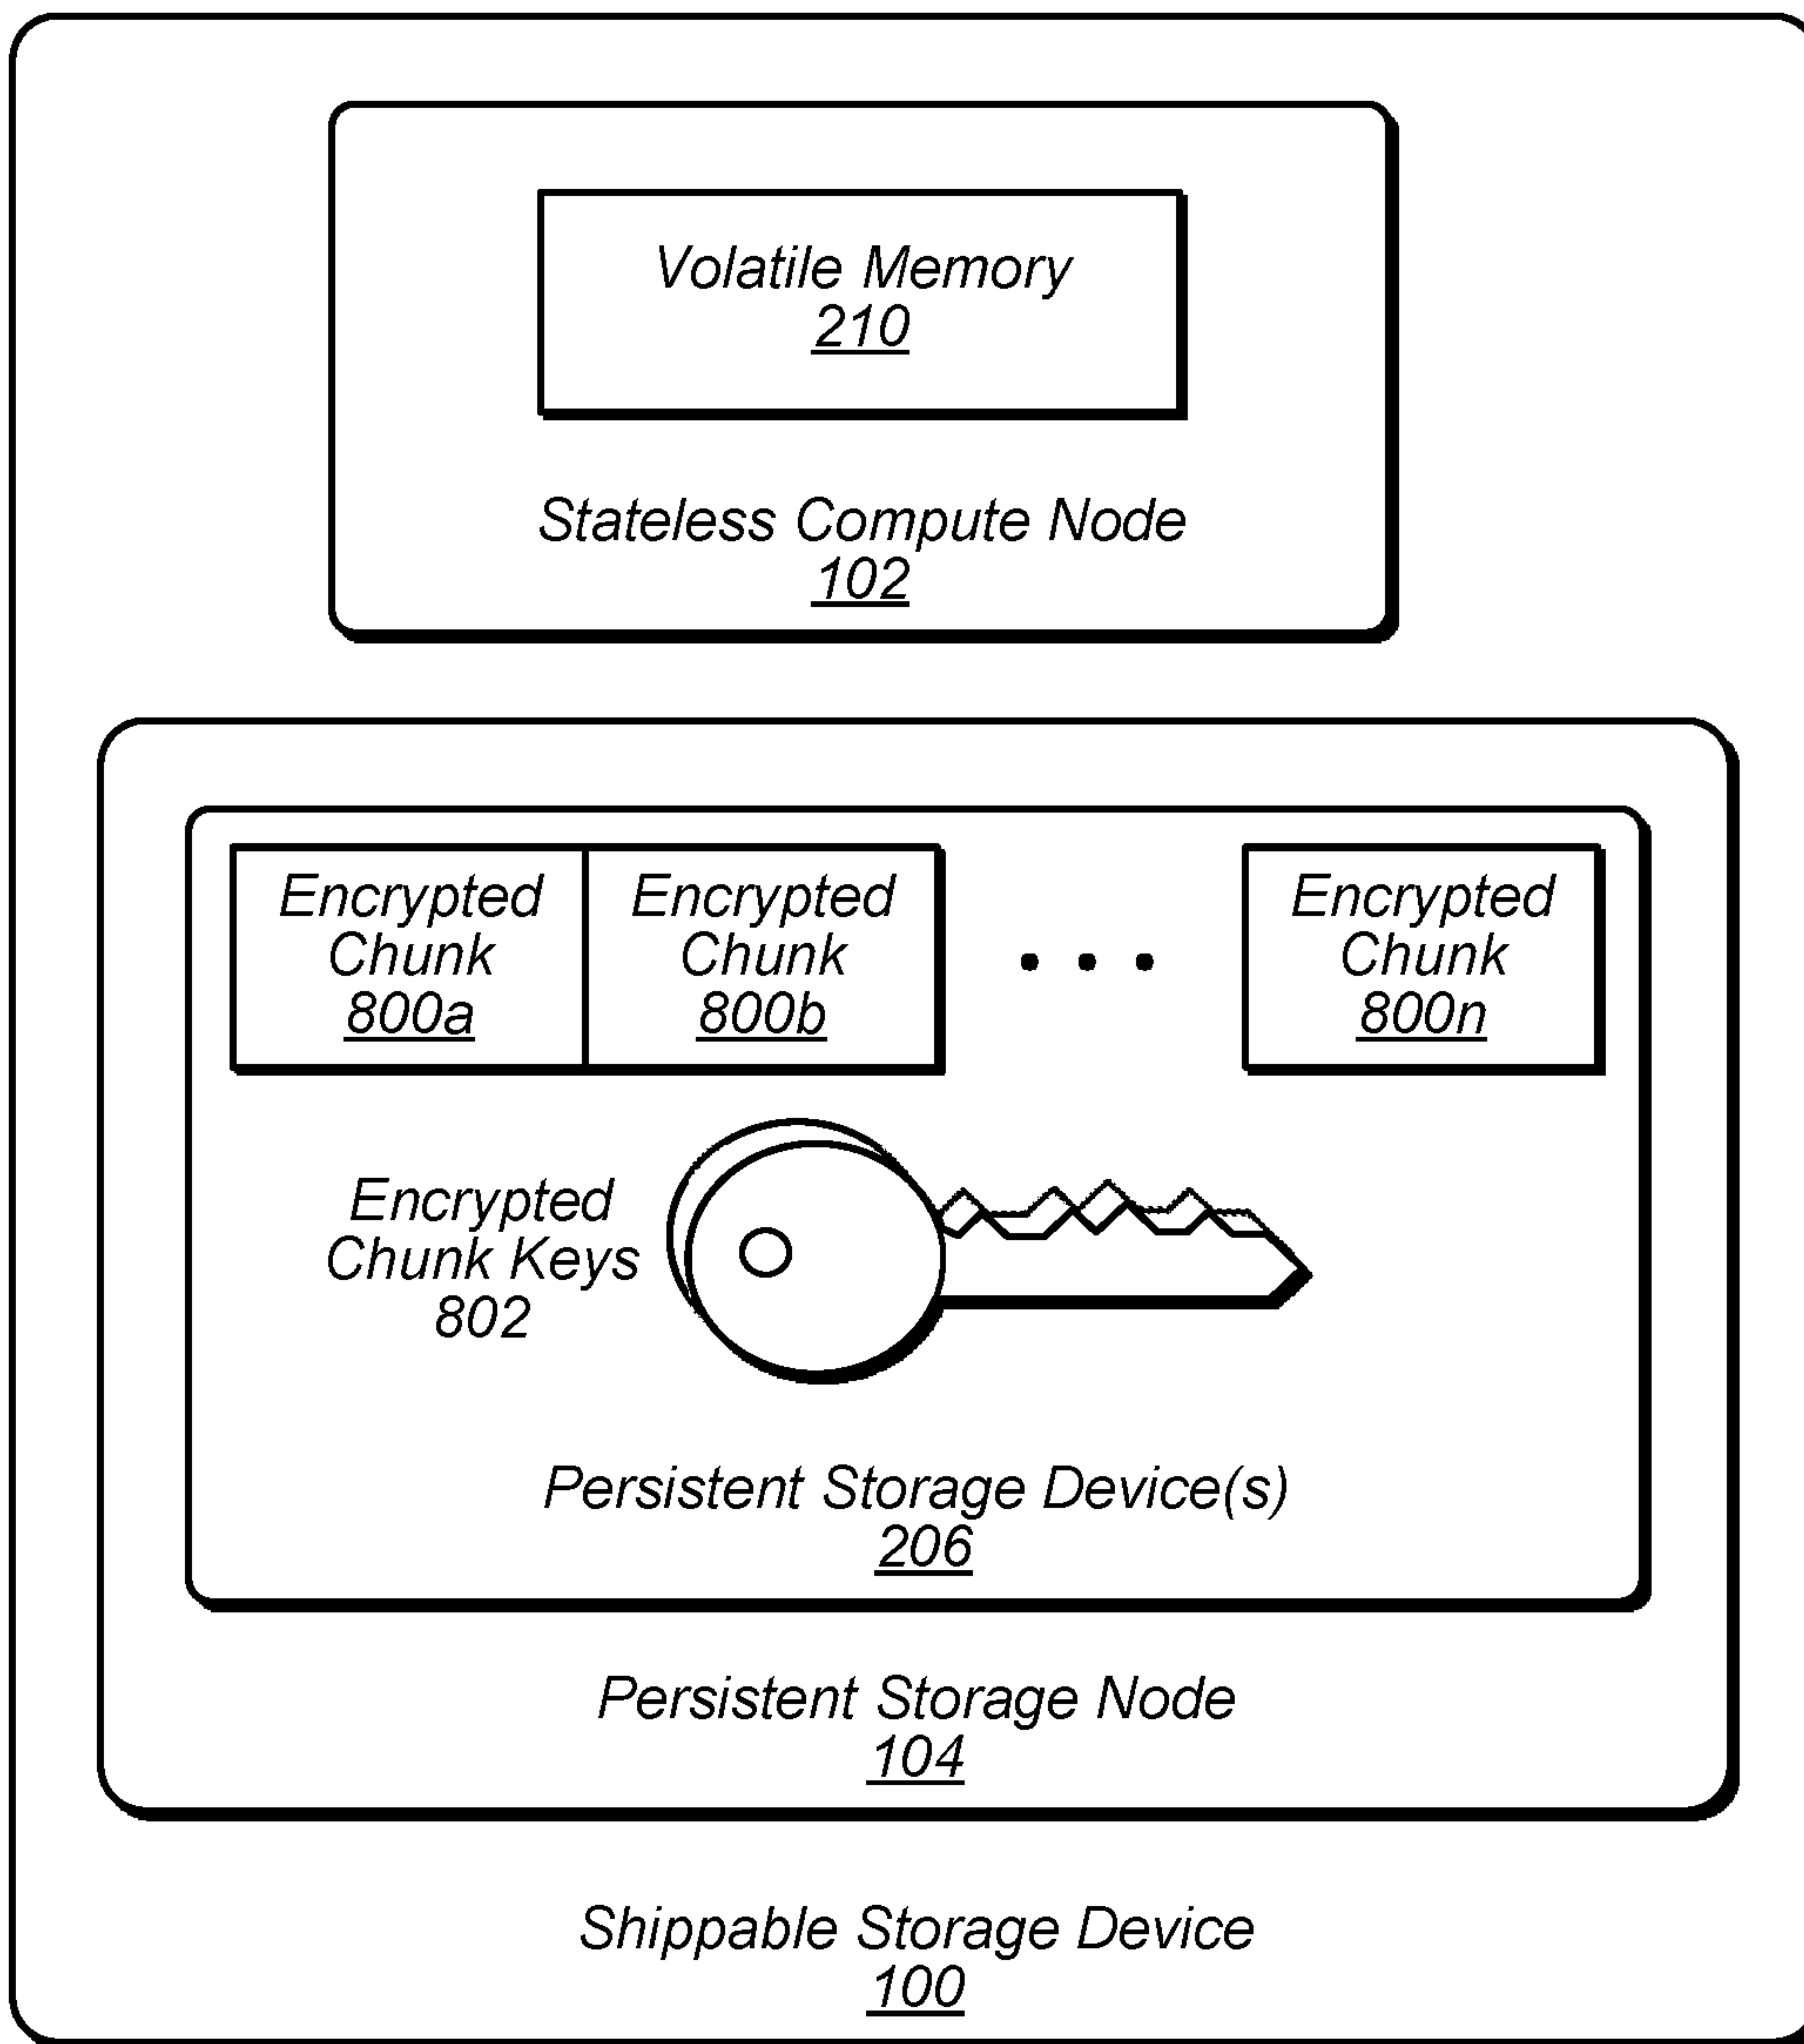 Volatile Memory
210
Stateless Compute Node
102
Encrypted
Chunk
800a
Encrypted
Chunk
800b
Encrypted
Chunk
800n
Encrypted
Chunk Keys
802
Persistent Storage Device(s)
206
Persistent Storage Node
104
Shippable Storage Device
100